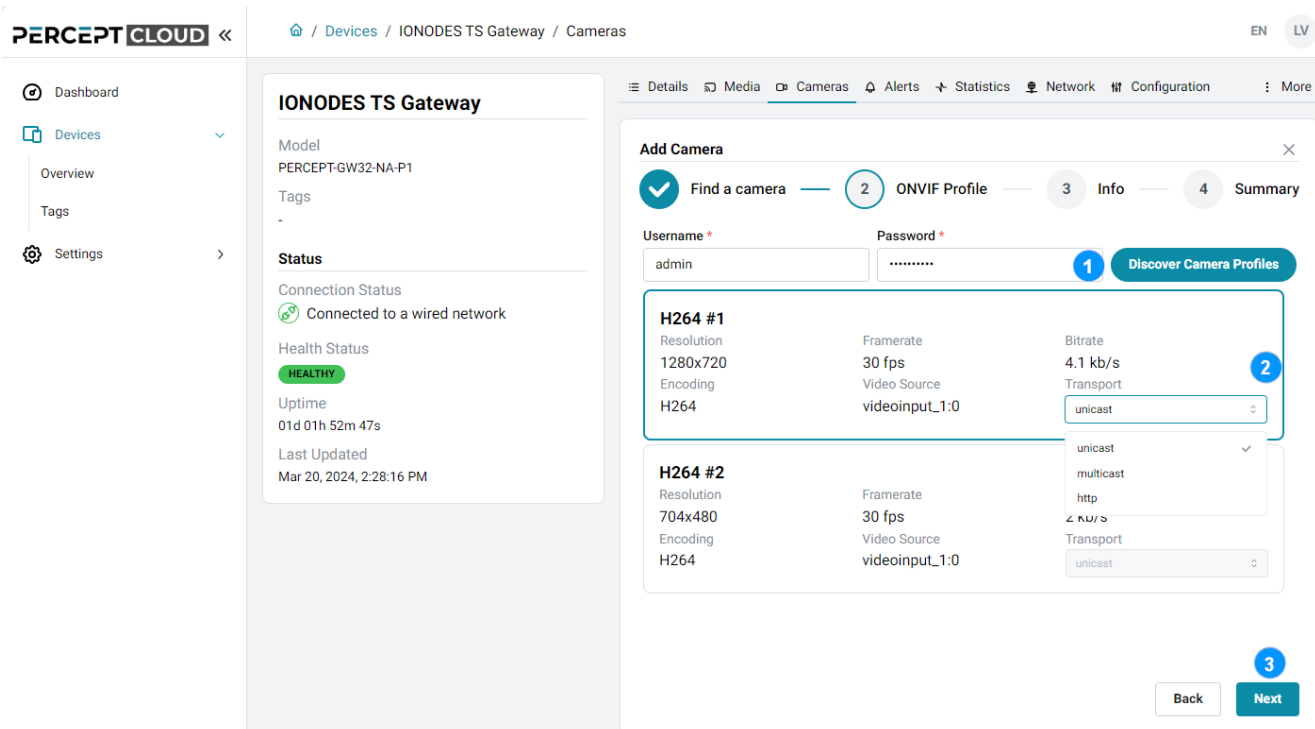 PERCEPT CLOUD «
/ Devices / IONODES TS Gateway / Cameras
EN LV
Dashboard
Devices
Overview
Tags
Settings
IONODES TS Gateway
Model
PERCEPT-GW32-NA-P1
Tags
-
Status
Connection Status
Connected to a wired network
Health Status
HEALTHY
Uptime
01d 01h 52m 47s
Last Updated
Mar 20, 2024, 2:28:16 PM
Details Media Cameras Alerts Statistics Network Configuration More
Add Camera
Find a camera 2 ONVIF Profile 3 Info 4 Summary
Username * Password *
admin •••••••••• 1 Discover Camera Profiles
H264 #1
Resolution Framerate Bitrate
1280x720 30 fps 4.1 kb/s 2
Encoding Video Source Transport
H264 videoinput_1:0 unicast
unicast
multicast
http
H264 #2
Resolution Framerate
704x480 30 fps 2 kb/s
Encoding Video Source Transport
H264 videoinput_1:0 unicast
3
Back Next